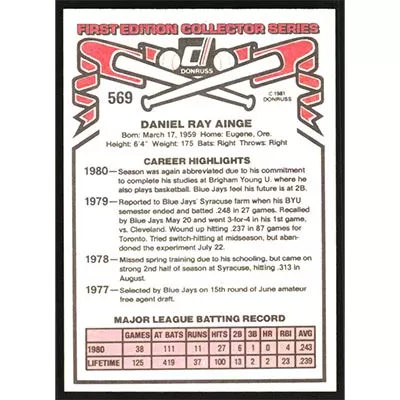 FIRST EDITION COLLECTOR SERIES
DONRUSS
569
© 1981
DONRUSS
DANIEL RAY AINGE
Born: March 17, 1959 Home: Eugene, Ore.
Height: 6'4" Weight: 175 Bats: Right Throws: Right
CAREER HIGHLIGHTS
1980—Season was again abbreviated due to his commitment
to complete his studies at Brigham Young U. where he
also plays basketball. Blue Jays feel his future is at 2B.
1979—Reported to Blue Jays' Syracuse farm when his BYU
semester ended and batted .248 in 27 games. Recalled
by Blue Jays May 20 and went 3-for-4 in his 1st game,
vs. Cleveland. Wound up hitting .237 in 87 games for
Toronto. Tried switch-hitting at midseason, but aban-
doned the experiment July 22.
1978—Missed spring training due to his schooling, but came on
strong 2nd half of season at Syracuse, hitting .313 in
August.
1977—Selected by Blue Jays on 15th round of June amateur
free agent draft.
MAJOR LEAGUE BATTING RECORD
GAMES AT BATS RUNS HITS 2B 3B HR RBI AVG
1980 38 111 11 27 6 1 0 4 .243
LIFETIME 125 419 37 100 11 2 2 23 .239